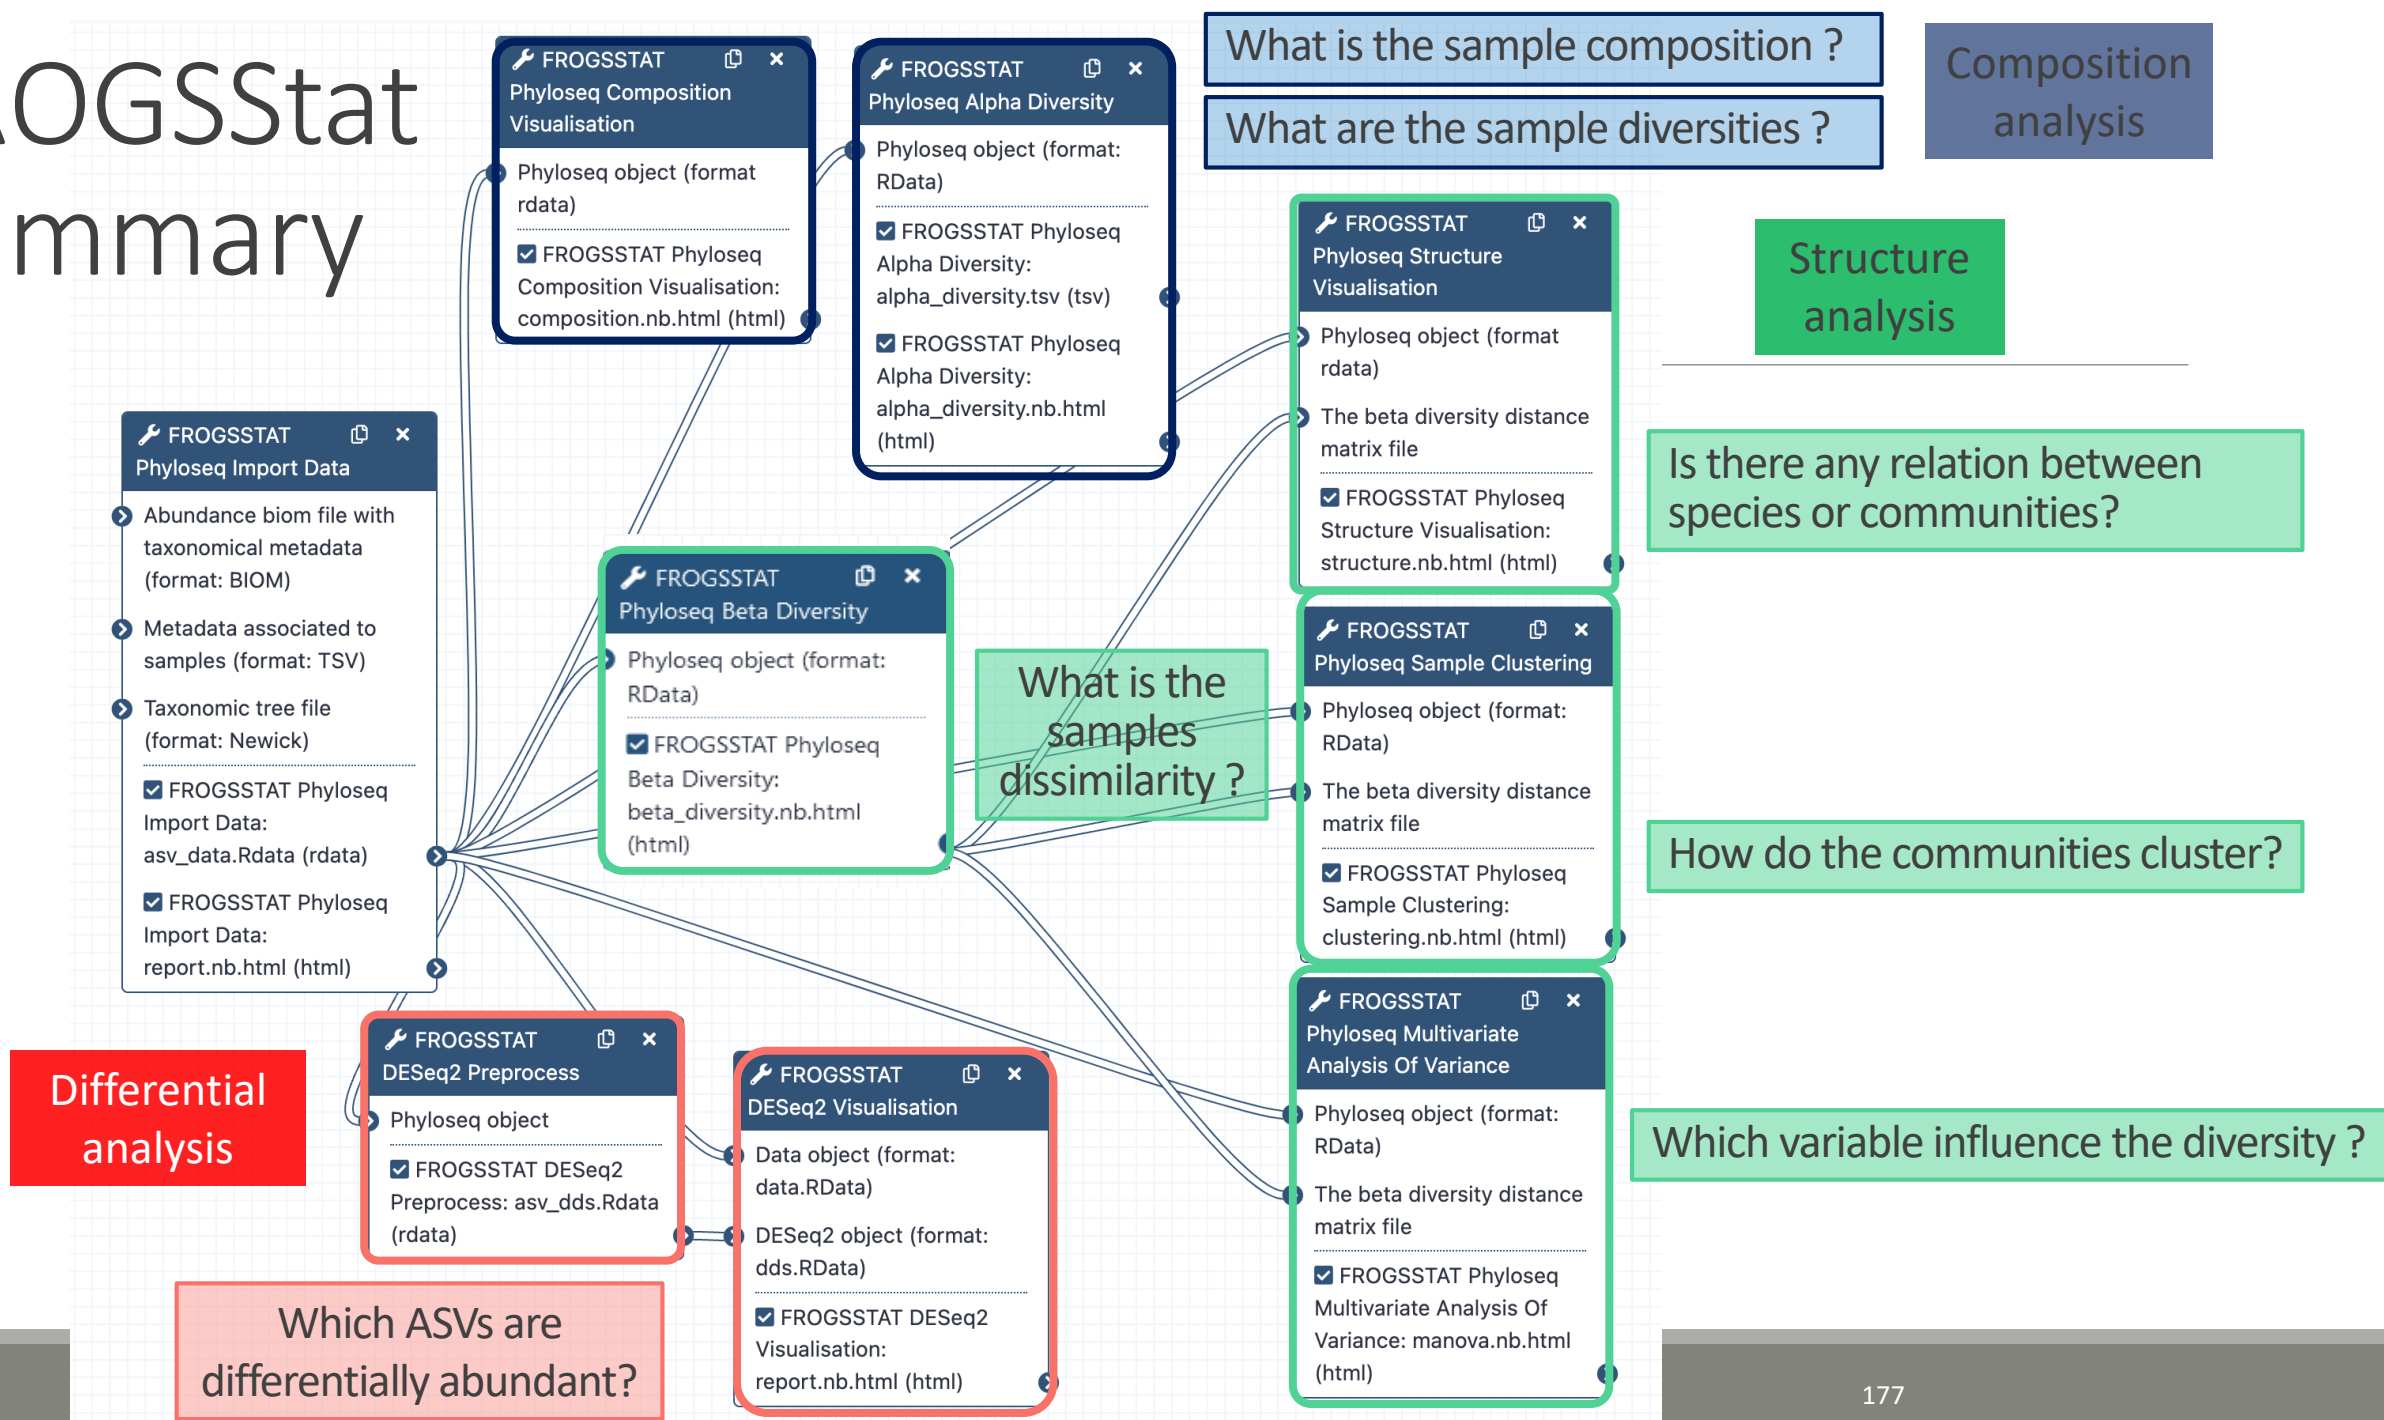 OGSStat
mmary
FROGSSTAT
Phyloseq Composition
Visualisation
Phyloseq object (format
rdata)
FROGSSTAT Phyloseq
Composition Visualisation:
composition.nb.html (html)
FROGSSTAT
Phyloseq Alpha Diversity
Phyloseq object (format:
RData)
FROGSSTAT Phyloseq
Alpha Diversity:
alpha_diversity.tsv (tsv)
FROGSSTAT Phyloseq
Alpha Diversity:
alpha_diversity.nb.html
(html)
What is the sample composition ?
What are the sample diversities ?
Composition
analysis
FROGSSTAT
Phyloseq Structure
Visualisation
Phyloseq object (format
rdata)
The beta diversity distance
matrix file
FROGSSTAT Phyloseq
Structure Visualisation:
structure.nb.html (html)
Structure
analysis
Is there any relation between
species or communities?
FROGSSTAT
Phyloseq Import Data
Abundance biom file with
taxonomical metadata
(format: BIOM)
Metadata associated to
samples (format: TSV)
Taxonomic tree file
(format: Newick)
FROGSSTAT Phyloseq
Import Data:
asv_data.Rdata (rdata)
FROGSSTAT Phyloseq
Import Data:
report.nb.html (html)
FROGSSTAT
Phyloseq Beta Diversity
Phyloseq object (format:
RData)
FROGSSTAT Phyloseq
Beta Diversity:
beta_diversity.nb.html
(html)
What is the
samples
dissimilarity ?
FROGSSTAT
Phyloseq Sample Clustering
Phyloseq object (format:
RData)
The beta diversity distance
matrix file
FROGSSTAT Phyloseq
Sample Clustering:
clustering.nb.html (html)
How do the communities cluster?
FROGSSTAT
Phyloseq Multivariate
Analysis Of Variance
Phyloseq object (format:
RData)
The beta diversity distance
matrix file
FROGSSTAT Phyloseq
Multivariate Analysis Of
Variance: manova.nb.html
(html)
Which variable influence the diversity ?
Differential
analysis
FROGSSTAT
DESeq2 Preprocess
Phyloseq object
FROGSSTAT DESeq2
Preprocess: asv_dds.Rdata
(rdata)
FROGSSTAT
DESeq2 Visualisation
Data object (format:
data.RData)
DESeq2 object (format:
dds.RData)
FROGSSTAT DESeq2
Visualisation:
report.nb.html (html)
Which ASVs are
differentially abundant?
177